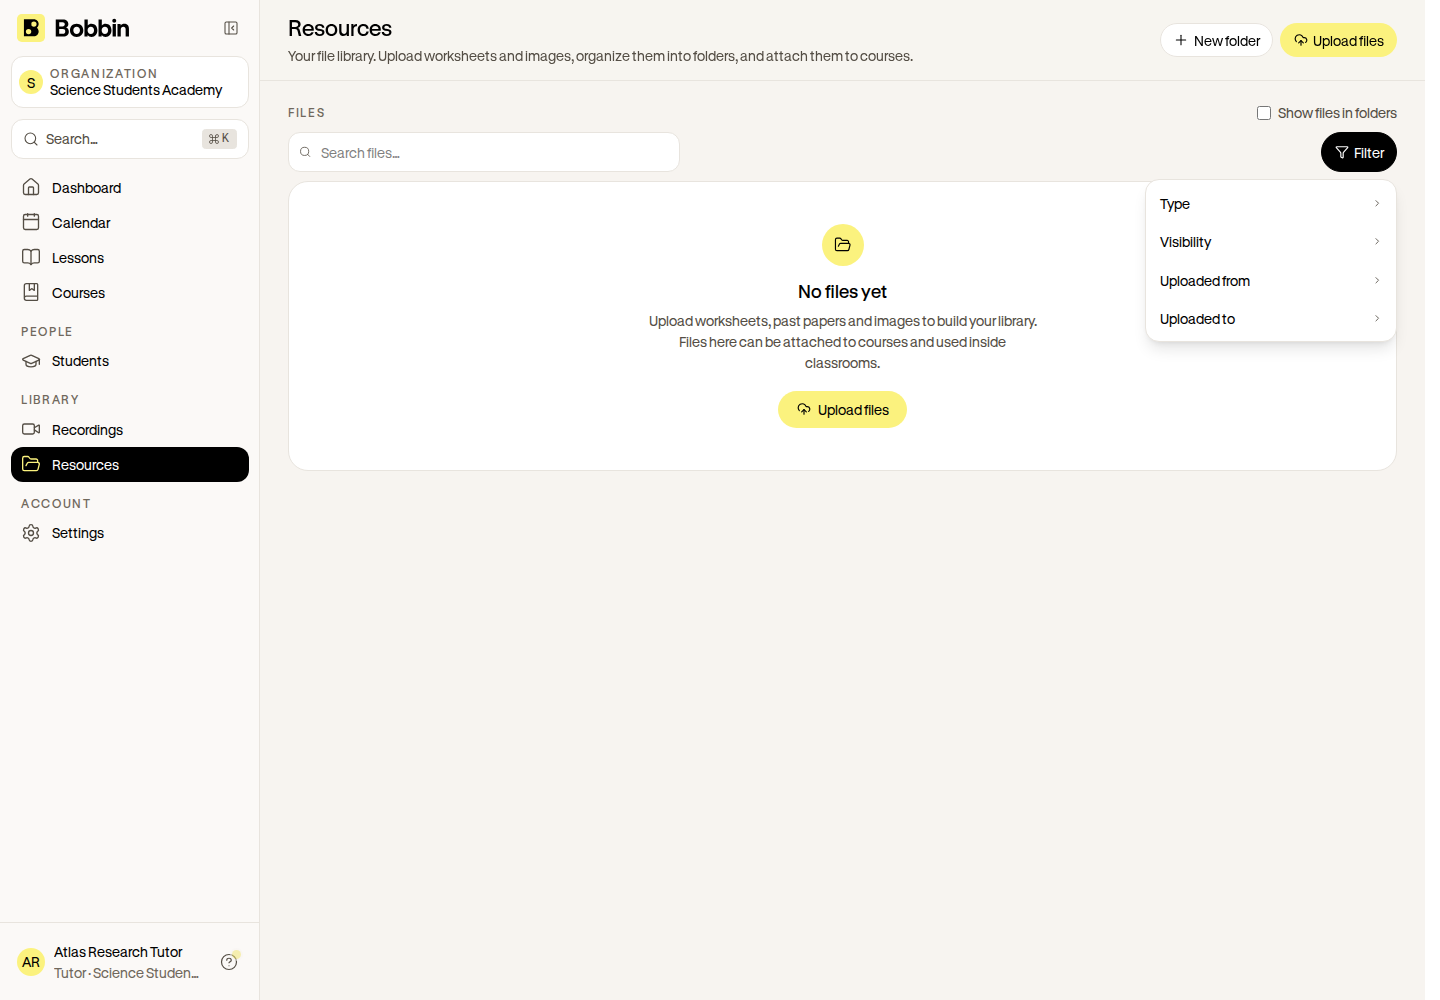 Bobbin
ORGANIZATION
S
Science Students Academy
Search...
⌘ K
Dashboard
Calendar
Lessons
Courses
PEOPLE
Students
LIBRARY
Recordings
Resources
ACCOUNT
Settings
AR
Atlas Research Tutor
Tutor · Science Studen...
Resources
Your file library. Upload worksheets and images, organize them into folders, and attach them to courses.
New folder
Upload files
FILES
Show files in folders
Search files...
Filter
Type
Visibility
Uploaded from
Uploaded to
No files yet
Upload worksheets, past papers and images to build your library.
Files here can be attached to courses and used inside
classrooms.
Upload files